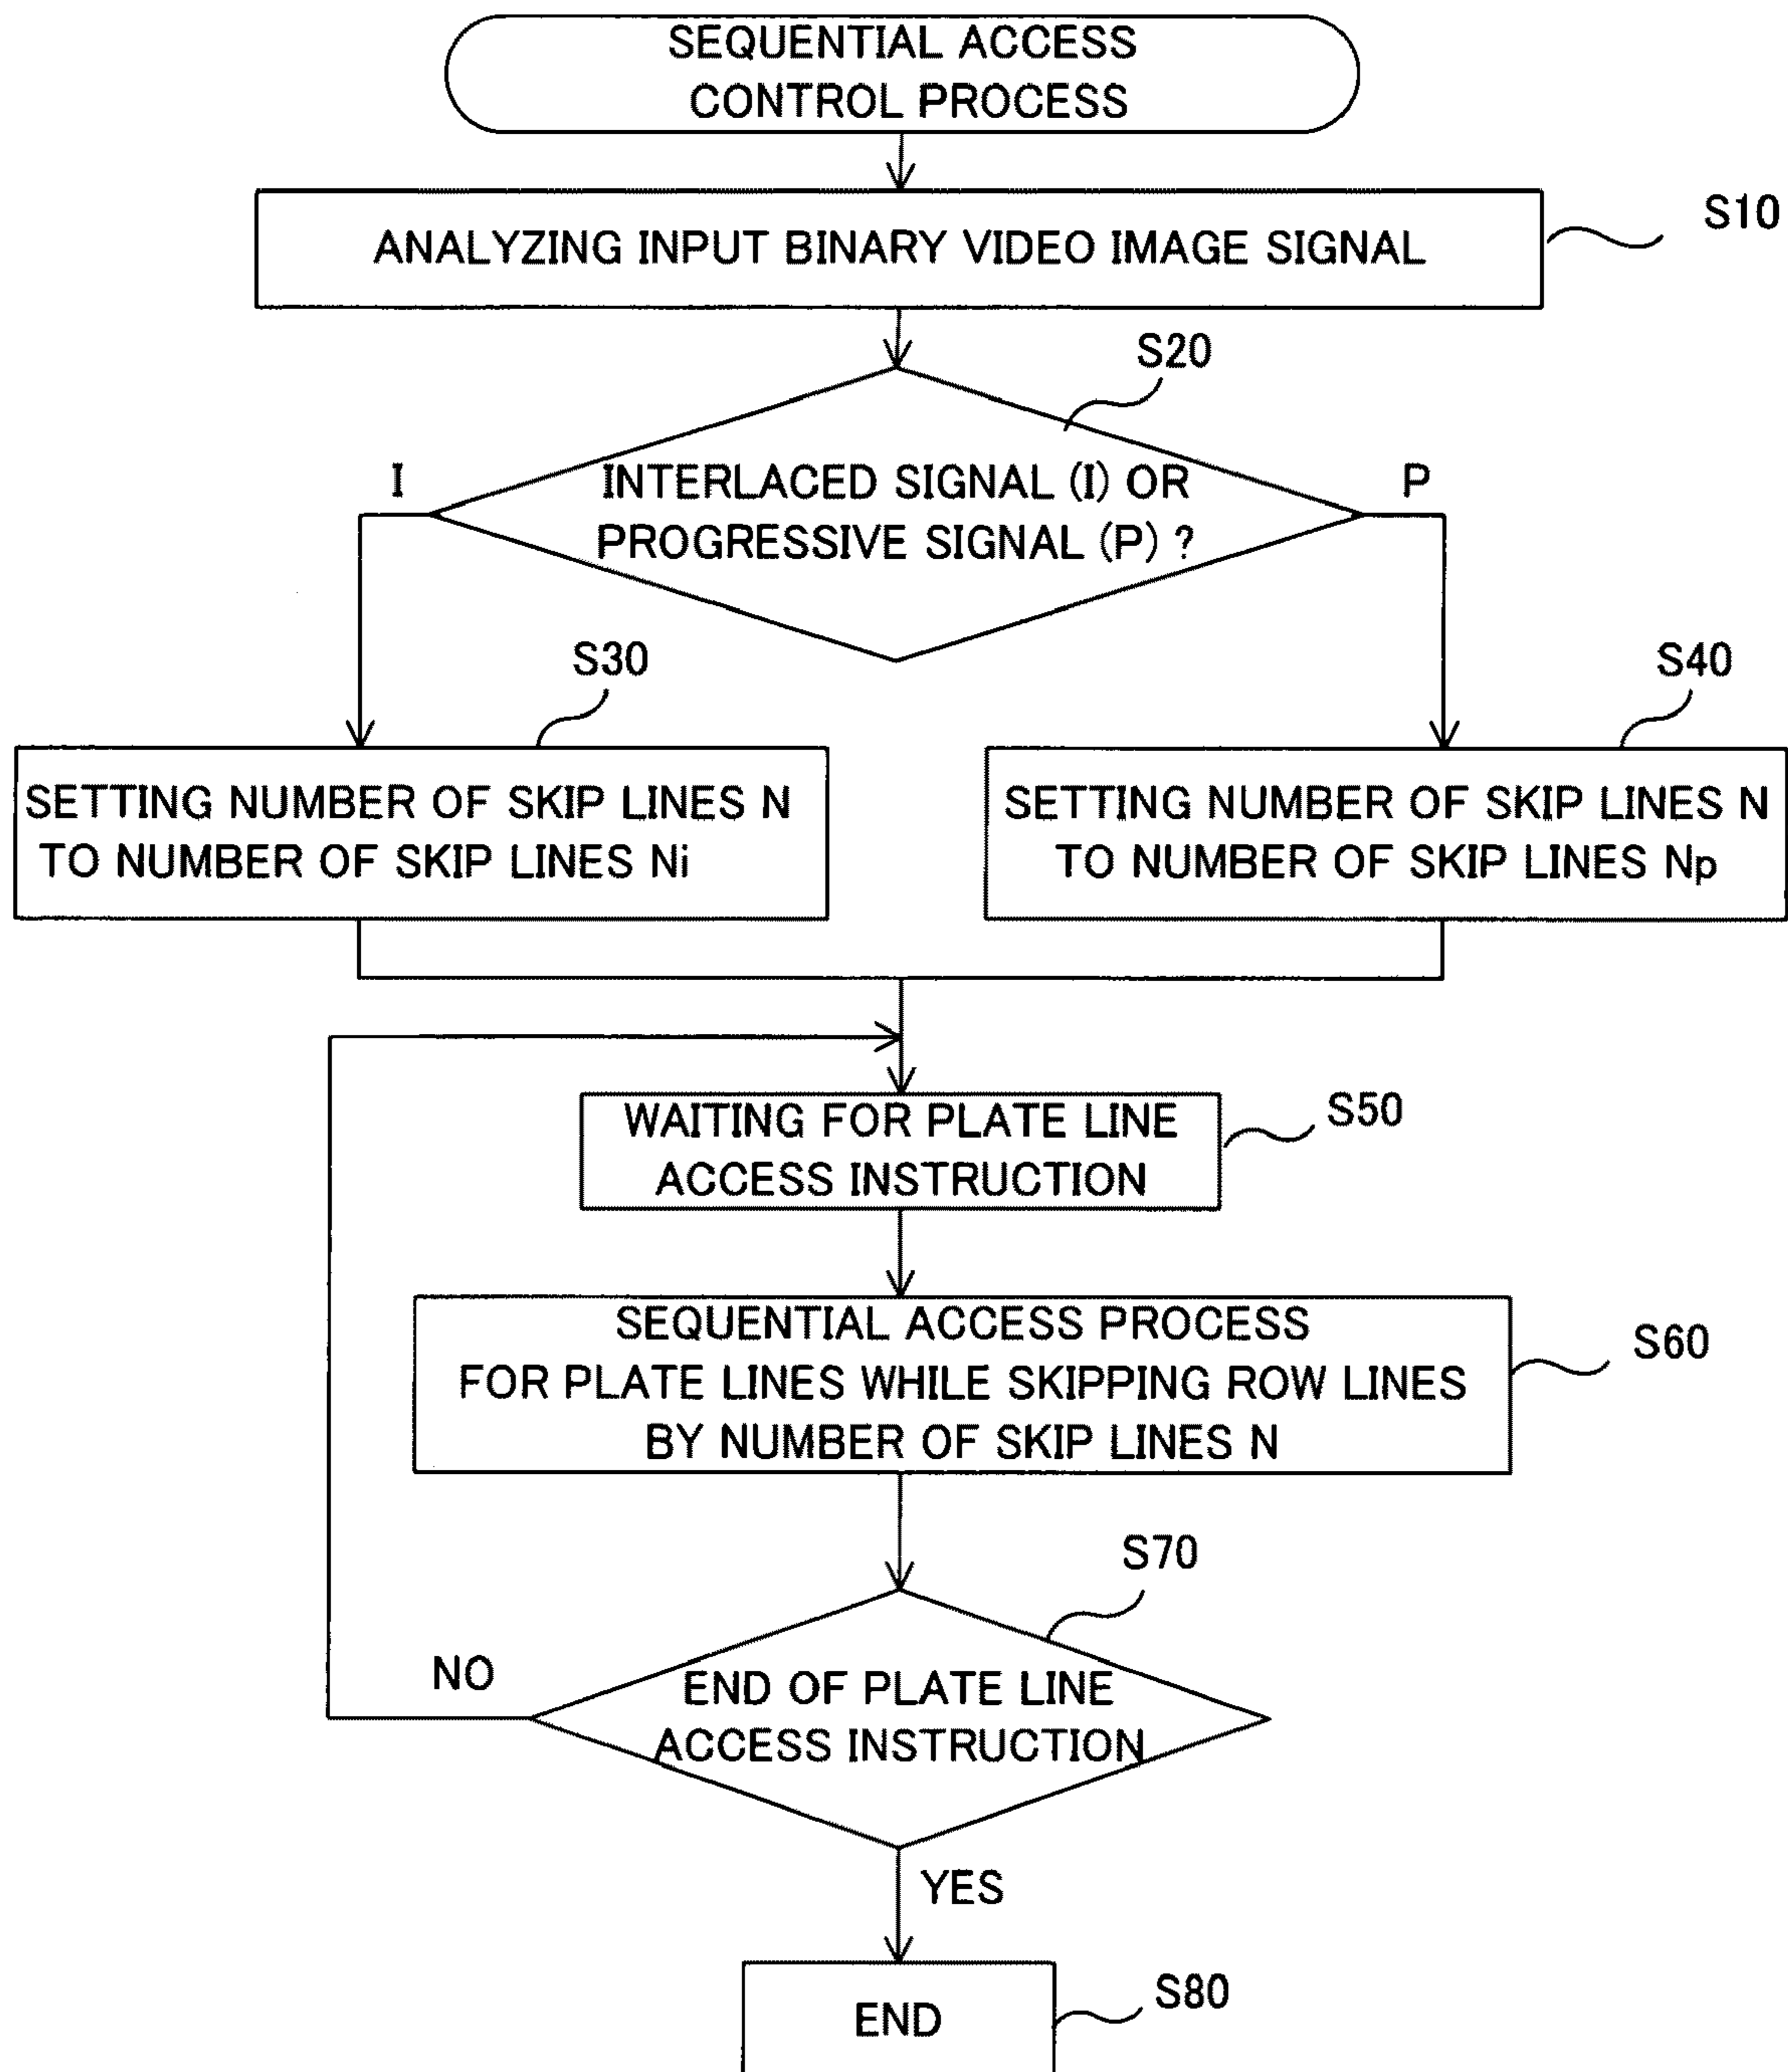 SEQUENTIAL ACCESS
CONTROL PROCESS
ANALYZING INPUT BINARY VIDEO IMAGE SIGNAL
S10
S20
I
INTERLACED SIGNAL (I) OR
PROGRESSIVE SIGNAL (P) ?
P
S30
S40
SETTING NUMBER OF SKIP LINES N
TO NUMBER OF SKIP LINES Ni
SETTING NUMBER OF SKIP LINES N
TO NUMBER OF SKIP LINES Np
WAITING FOR PLATE LINE
ACCESS INSTRUCTION
S50
SEQUENTIAL ACCESS PROCESS
FOR PLATE LINES WHILE SKIPPING ROW LINES
BY NUMBER OF SKIP LINES N
S60
S70
NO
END OF PLATE LINE
ACCESS INSTRUCTION
YES
END
S80